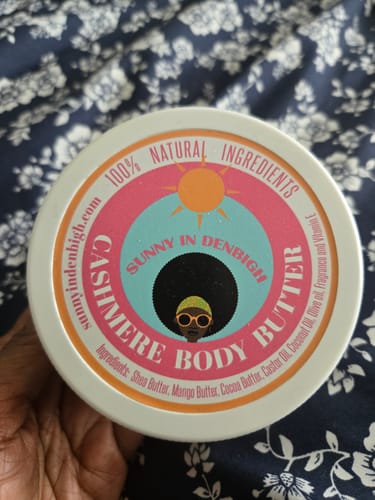 100% NATURAL INGREDIENTS
SUNNY IN DENBIGH
CASHMERE BODY BUTTER
sunnyindenbigh.com
Ingredients: Shea Butter, Mango Butter, Cocoa Butter, Castor Oil, Coconut Oil, Olive oil, Fragrance and Vitamin E